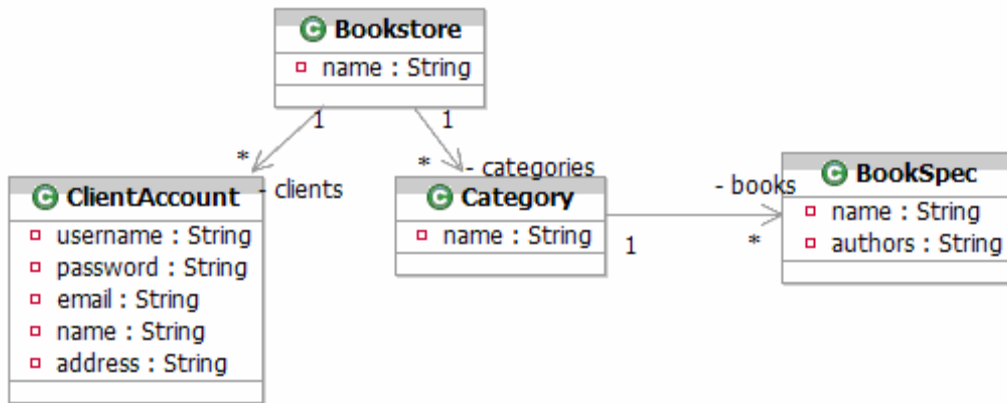 C Bookstore
name : String
1
1
*
- clients
*
- categories
C ClientAccount
username : String
password : String
email : String
name : String
address : String
C Category
name : String
1
- books
*
C BookSpec
name : String
authors : String